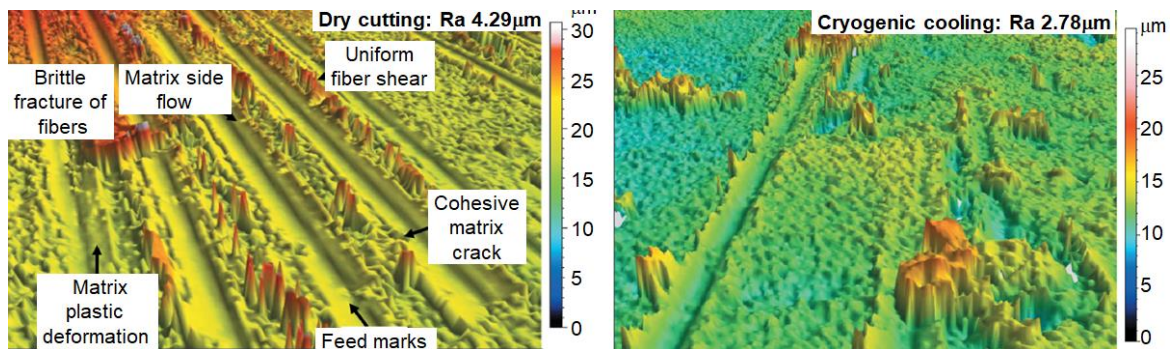 Dry cutting: Ra 4.29μm
μm
Uniform
fiber shear
Matrix side
flow
Brittle
fracture of
fibers
Cohesive
matrix
crack
Matrix
plastic
deformation
Feed marks
30
25
20
15
10
5
0
Cryogenic cooling: Ra 2.78μm
μm
30
25
20
15
10
5
0